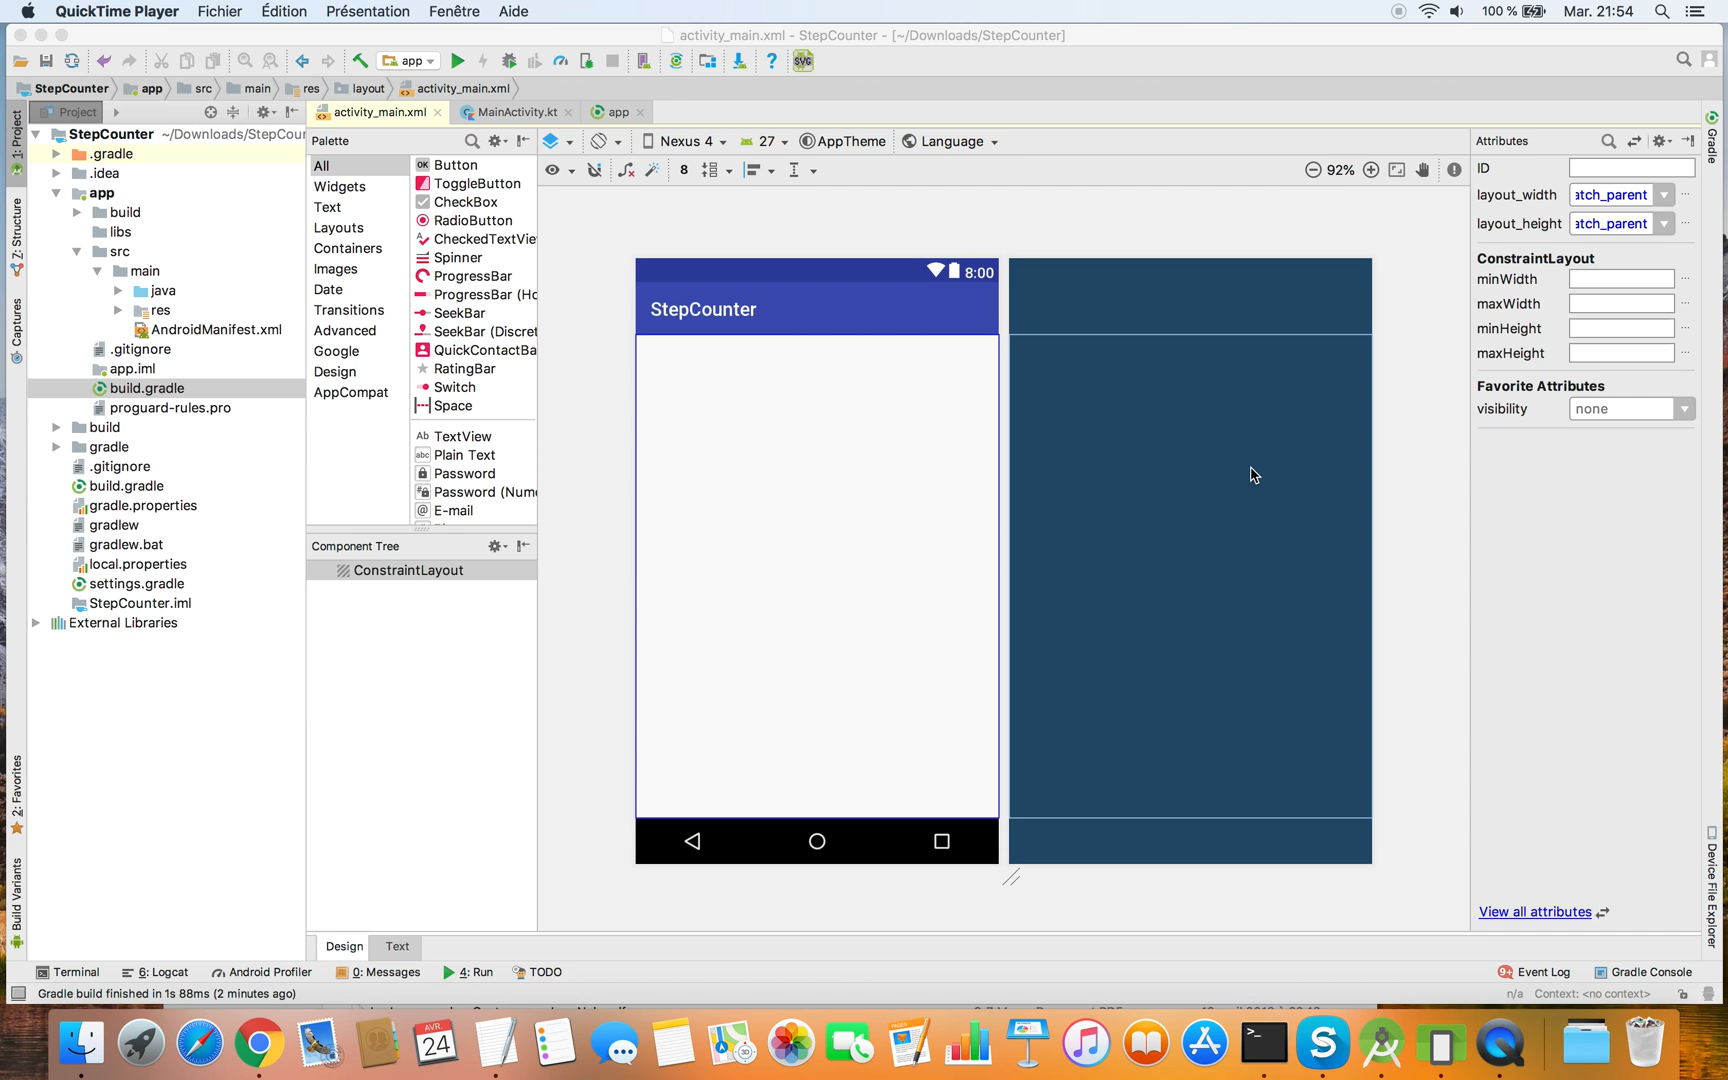 QuickTime Player Fichier Édition Présentation Fenêtre Aide 100 % Mar. 21:54
activity_main.xml - StepCounter - [~/Downloads/StepCounter]
app
StepCounter app src main res layout activity_main.xml
Project activity_main.xml MainActivity.kt app
1: Project
Z: Structure
Captures
2: Favorites
Build Variants
StepCounter ~/Downloads/StepCour
.gradle
.idea
app
build
libs
src
main
java
res
AndroidManifest.xml
.gitignore
app.iml
build.gradle
proguard-rules.pro
build
gradle
.gitignore
build.gradle
gradle.properties
gradlew
gradlew.bat
local.properties
settings.gradle
StepCounter.iml
External Libraries
Palette
All
Widgets
Text
Layouts
Containers
Images
Date
Transitions
Advanced
Google
Design
AppCompat
OK Button
ToggleButton
CheckBox
RadioButton
CheckedTextVie
Spinner
ProgressBar
ProgressBar (Ho
SeekBar
SeekBar (Discret
QuickContactBa
RatingBar
Switch
Space
Ab TextView
abc Plain Text
Password
Password (Num
@ E-mail
Component Tree
ConstraintLayout
Nexus 4 27 AppTheme Language
8 92%
8:00
StepCounter
Attributes
ID
layout_width atch_parent
layout_height atch_parent
ConstraintLayout
minWidth
maxWidth
minHeight
maxHeight
Favorite Attributes
visibility none
View all attributes
Gradle
Device File Explorer
Design Text
Terminal 6: Logcat Android Profiler 0: Messages 4: Run TODO 9+ Event Log Gradle Console
Gradle build finished in 1s 88ms (2 minutes ago) n/a Context: <no context>
AVR.
24